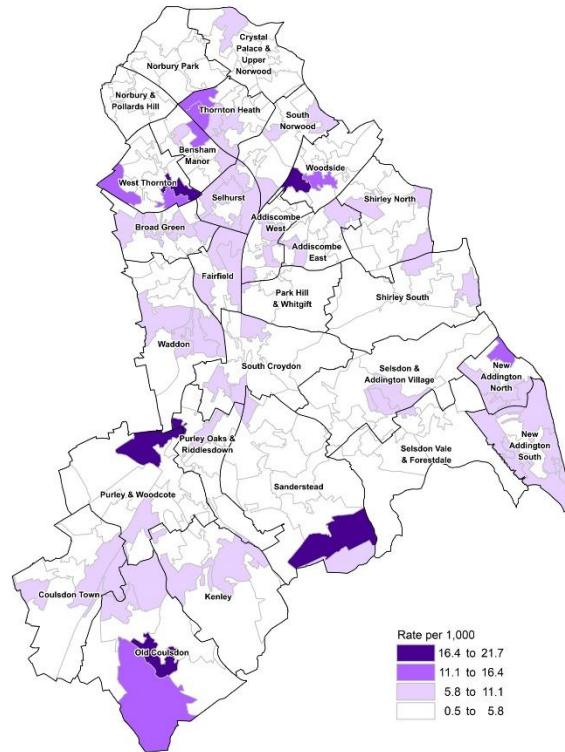 Crystal
Palace &
Upper
Norwood
Norbury Park
Norbury &
Pollards Hill
Thornton Heath
South
Norwood
Bensham
Manor
Woodside
West Thornton
Selhurst
Shirley North
Broad Green
Addiscombe
West
Addiscombe
East
Fairfield
Park Hill
& Whitgift
Shirley South
Waddon
South Croydon
Selsdon &
Addington Village
New
Addington
North
Purley Oaks &
Riddlesdown
Selsdon Vale
& Forestdale
New
Addington
South
Sanderstead
Purley & Woodcote
Coulsdon Town
Kenley
Old Coulsdon
Rate per 1,000
16.4 to 21.7
11.1 to 16.4
5.8 to 11.1
0.5 to 5.8